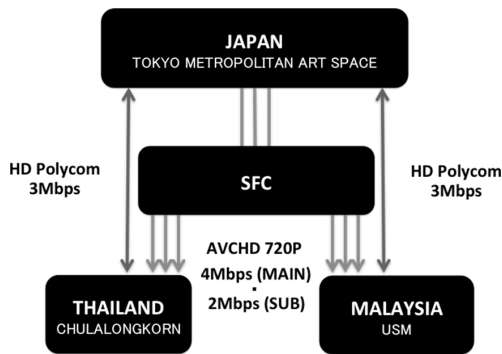 JAPAN
TOKYO METROPOLITAN ART SPACE
HD Polycom
3Mbps
SFC
HD Polycom
3Mbps
AVCHD 720P
4Mbps (MAIN)
・
2Mbps (SUB)
THAILAND
CHULALONGKORN
MALAYSIA
USM